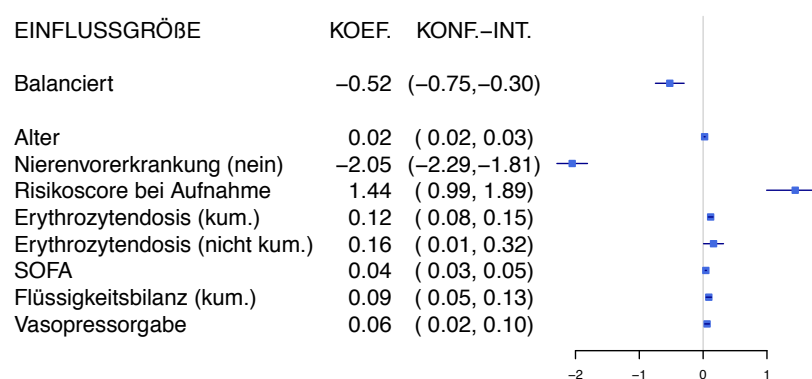 EINFLUSSGRÖßE KOEF. KONF.−INT.
Balanciert −0.52 (−0.75,−0.30)
Alter 0.02 ( 0.02, 0.03)
Nierenvorerkrankung (nein) −2.05 (−2.29,−1.81)
Risikoscore bei Aufnahme 1.44 ( 0.99, 1.89)
Erythrozytendosis (kum.) 0.12 ( 0.08, 0.15)
Erythrozytendosis (nicht kum.) 0.16 ( 0.01, 0.32)
SOFA 0.04 ( 0.03, 0.05)
Flüssigkeitsbilanz (kum.) 0.09 ( 0.05, 0.13)
Vasopressorgabe 0.06 ( 0.02, 0.10)
−2 −1 0 1